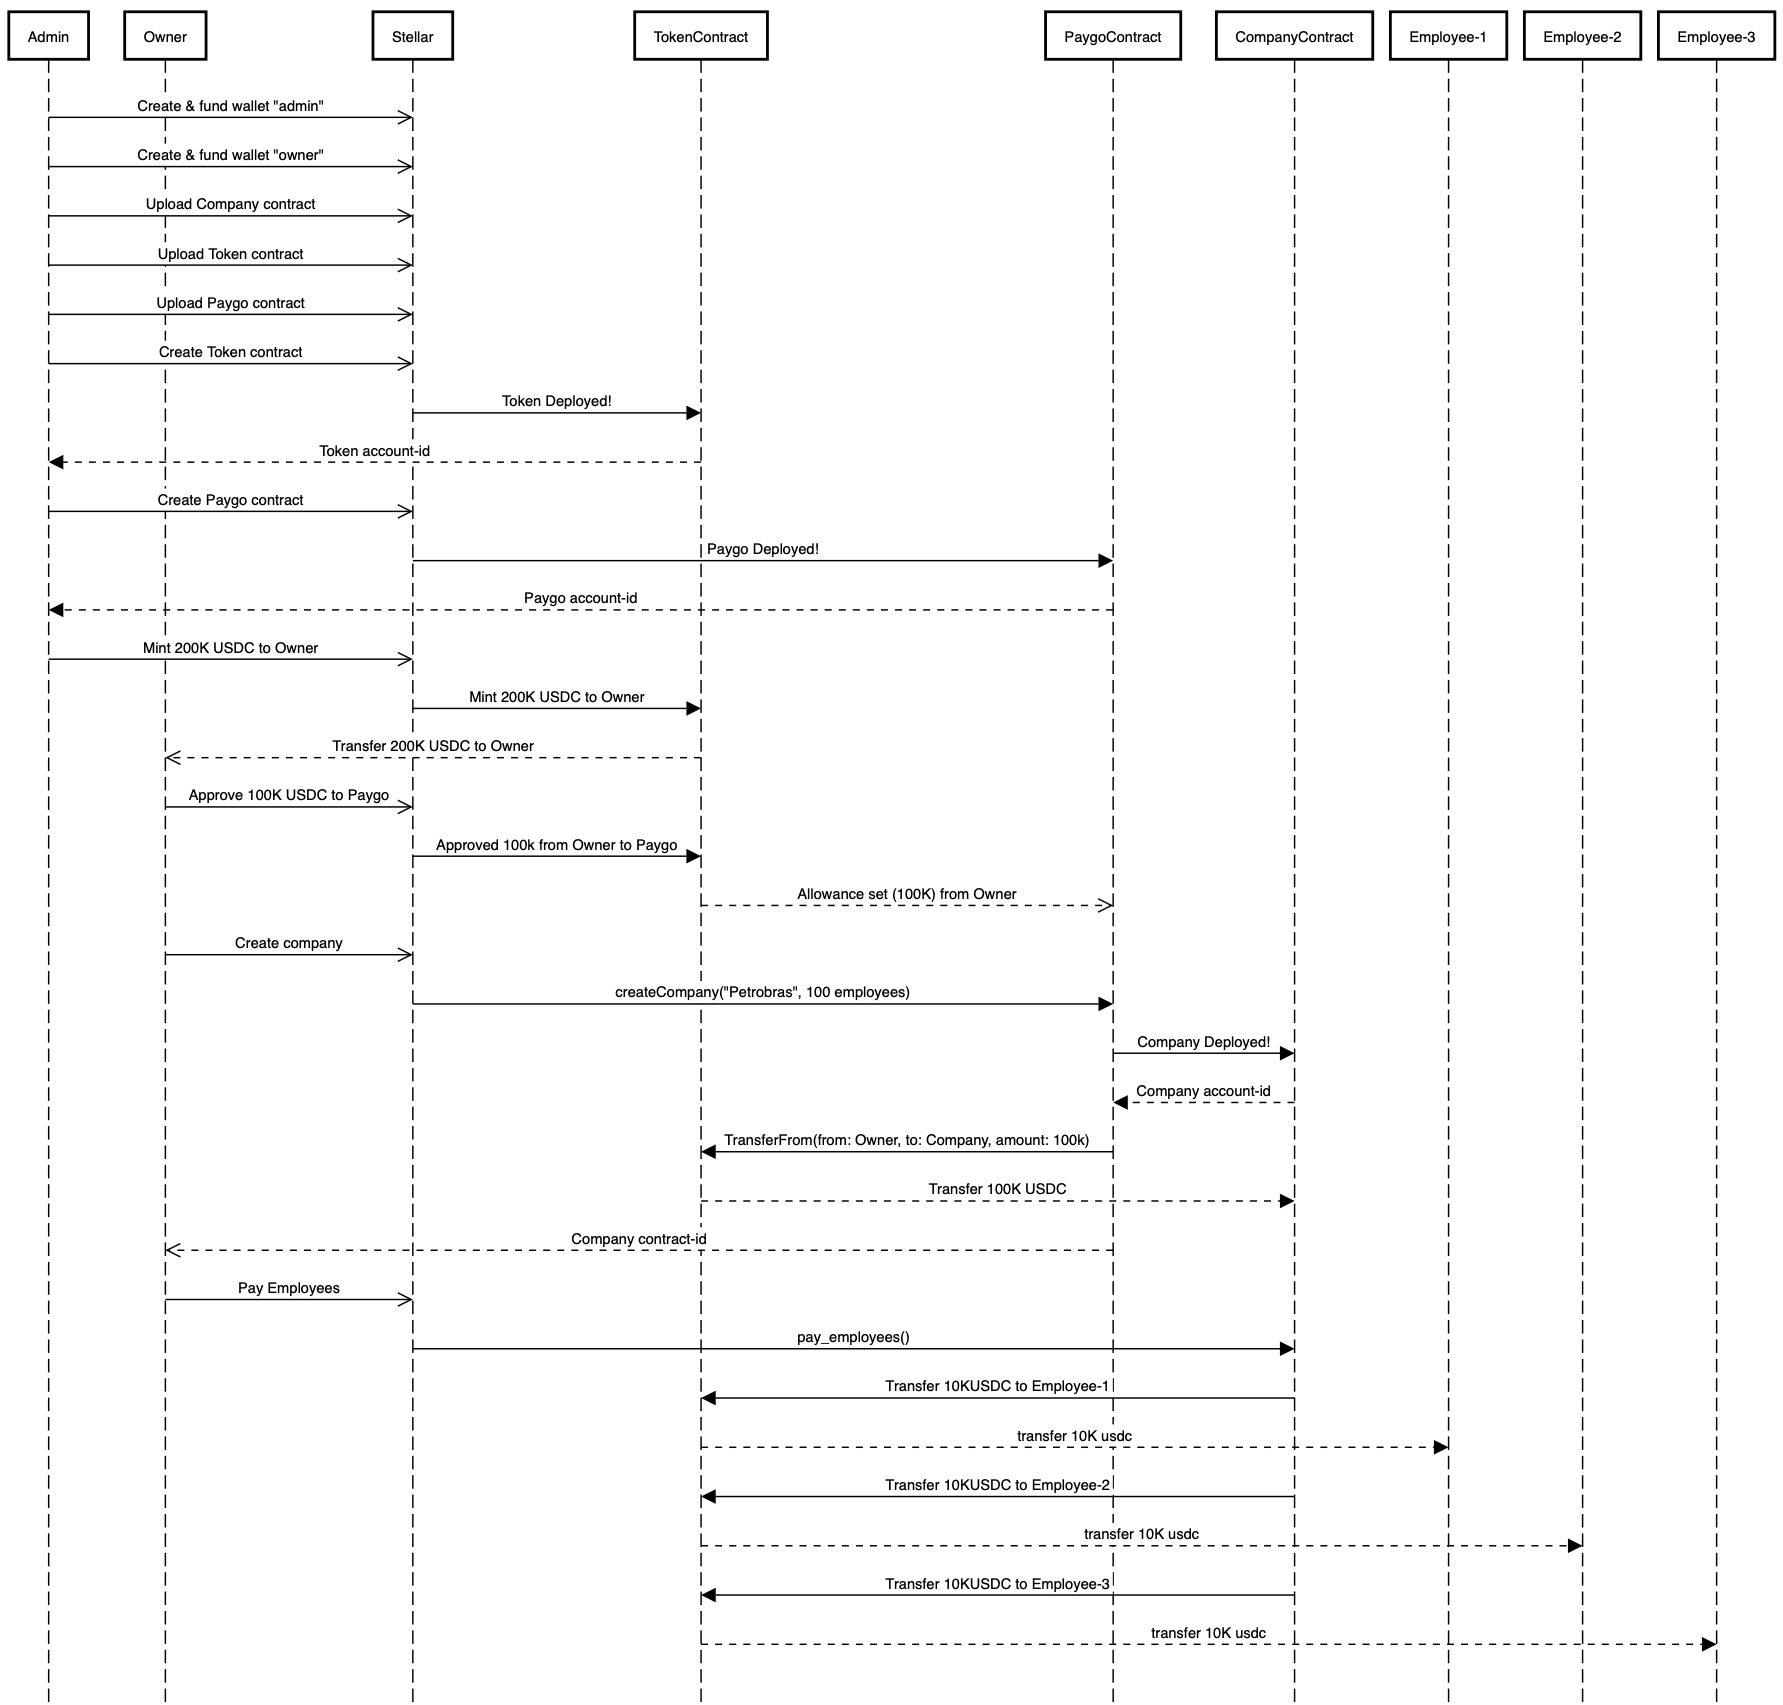 Admin
Owner
Stellar
TokenContract
PaygoContract
CompanyContract
Employee-1
Employee-2
Employee-3
Create & fund wallet "admin"
Create & fund wallet "owner"
Upload Company contract
Upload Token contract
Upload Paygo contract
Create Token contract
Token Deployed!
Token account-id
Create Paygo contract
Paygo Deployed!
Paygo account-id
Mint 200K USDC to Owner
Mint 200K USDC to Owner
Transfer 200K USDC to Owner
Approve 100K USDC to Paygo
Approved 100k from Owner to Paygo
Allowance set (100K) from Owner
Create company
createCompany("Petrobras", 100 employees)
Company Deployed!
Company account-id
TransferFrom(from: Owner, to: Company, amount: 100k)
Transfer 100K USDC
Company contract-id
Pay Employees
pay_employees()
Transfer 10KUSDC to Employee-1
transfer 10K usdc
Transfer 10KUSDC to Employee-2
transfer 10K usdc
Transfer 10KUSDC to Employee-3
transfer 10K usdc